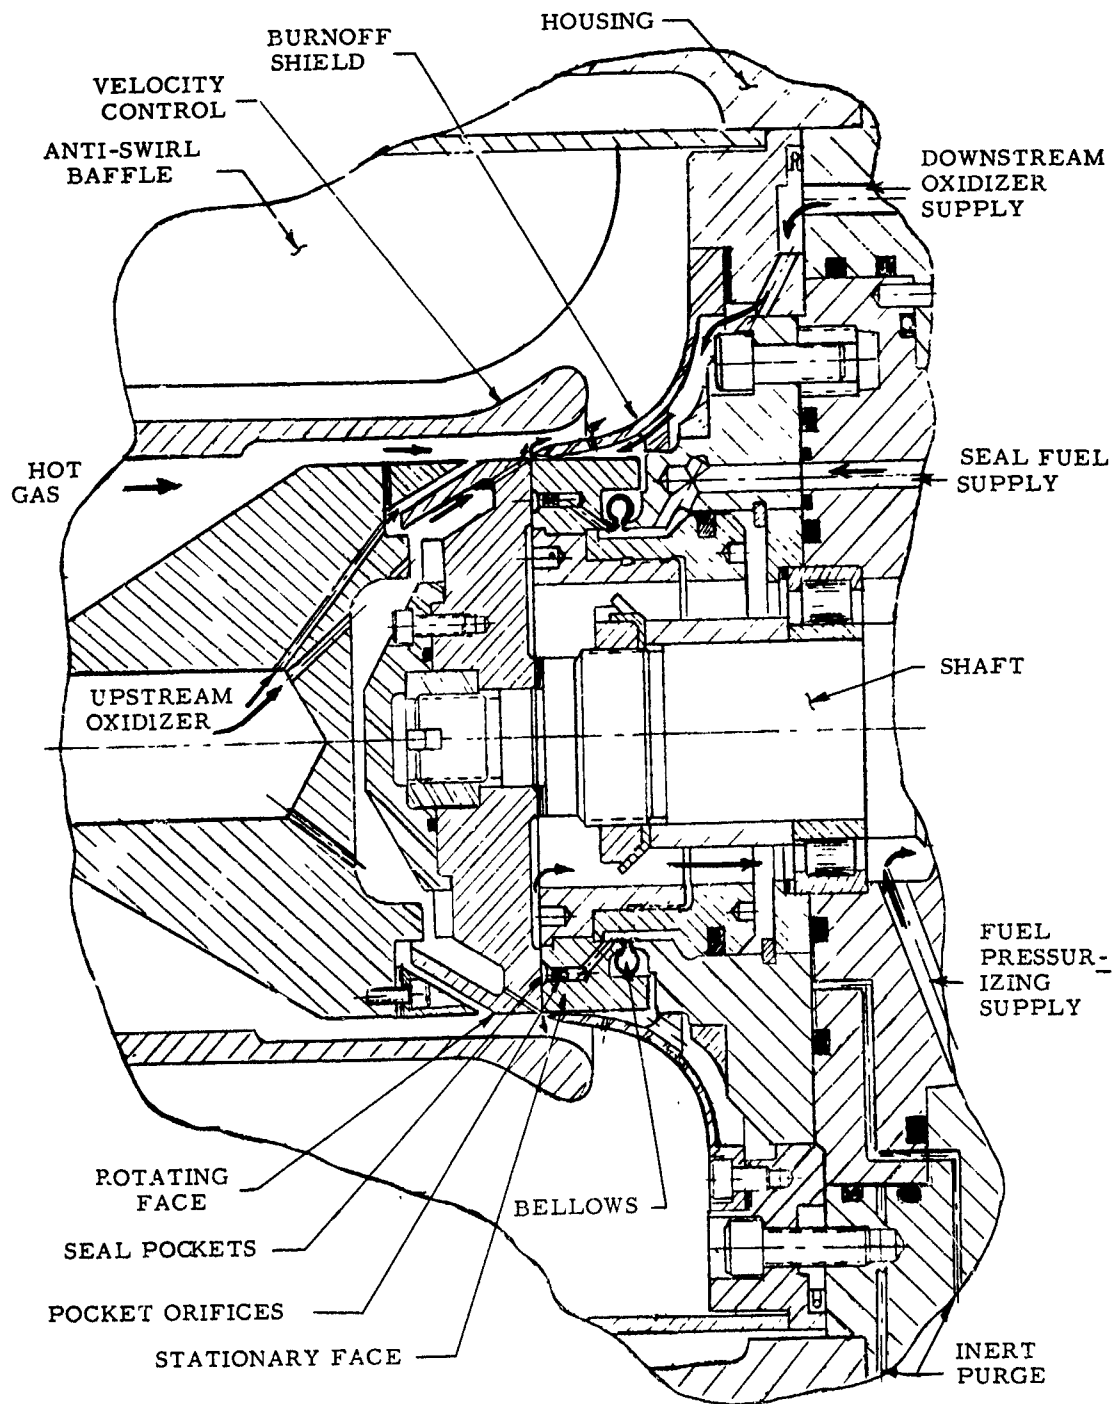 HOUSING
BURNOFF
SHIELD
VELOCITY
CONTROL
ANTI-SWIRL
BAFFLE
DOWNSTREAM
OXIDIZER
SUPPLY
HOT
GAS
SEAL FUEL
SUPPLY
UPSTREAM
OXIDIZER
SHAFT
FUEL
PRESSUR-
IZING
SUPPLY
ROTATING
FACE
BELLOWS
SEAL POCKETS
POCKET ORIFICES
STATIONARY FACE
INERT
PURGE